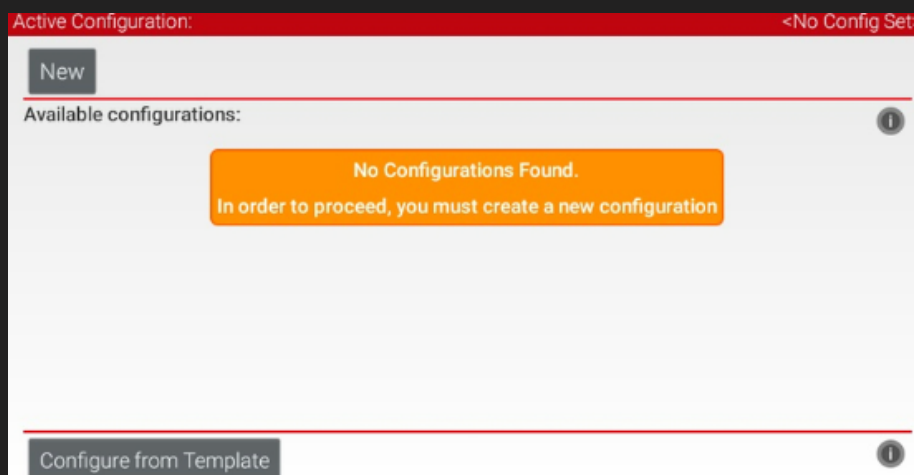 Active Configuration: <No Config Set
New
Available configurations:
No Configurations Found.
In order to proceed, you must create a new configuration
Configure from Template